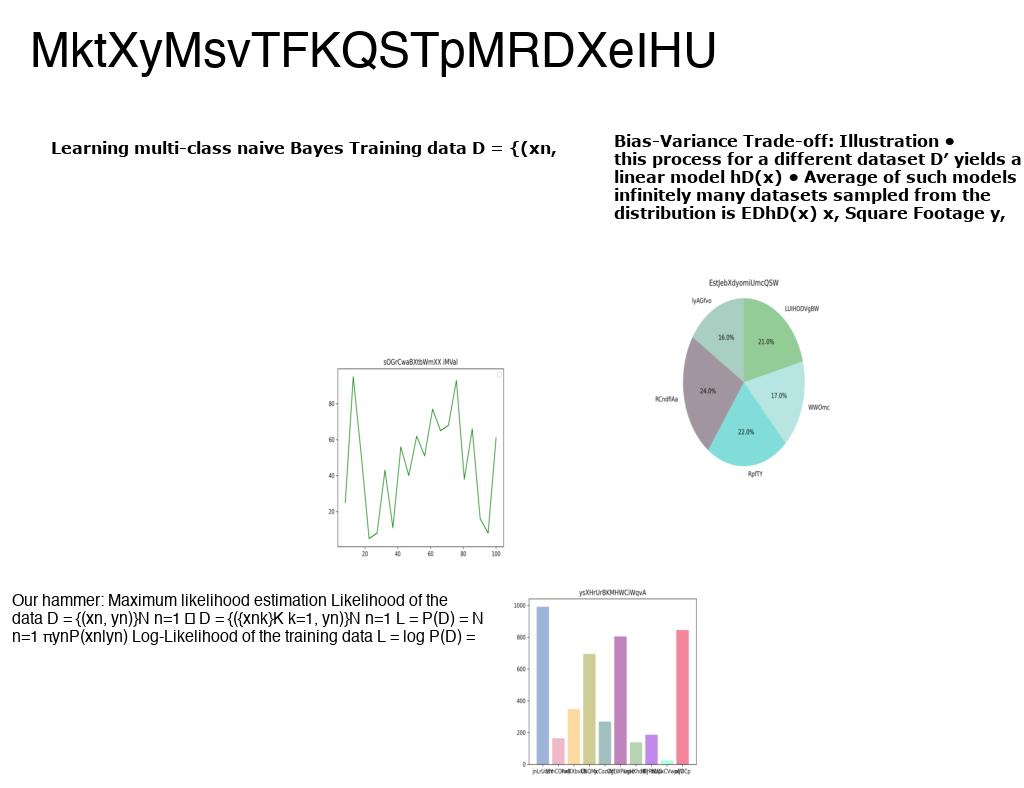 MktXyMsvTFKQSTpMRDXeIHU
Learning multi-class naive Bayes Training data D = {(xn,
Bias-Variance Trade-off: Illustration •
this process for a different dataset D’ yields a
linear model hD(x) • Average of such models
infinitely many datasets sampled from the
distribution is EDhD(x) x, Square Footage y,
EstJebXdyomiUmcQSW
IyAGfvo
LUIHDDVgBW
16.0%
21.0%
24.0%
17.0%
RCndflAa
WWOmc
22.0%
RpfTY
sOGrCwaBXtbWmXX iMVai
80
60
40
20
20 40 60 80 100
Our hammer: Maximum likelihood estimation Likelihood of the
data D = {(xn, yn)}N n=1 □ D = {({xnk}K k=1, yn)}N n=1 L = P(D) = N
n=1 πynP(xn|yn) Log-Likelihood of the training data L = log P(D) =
ysXHrUrBKMHWCiWqvA
1000
800
600
400
200
0